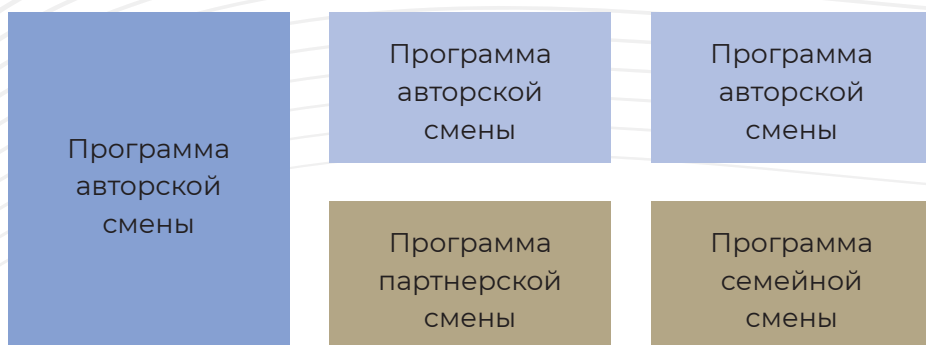 Программа
авторской
смены
Программа
авторской
смены
Программа
авторской
смены
Программа
партнерской
смены
Программа
семейной
смены